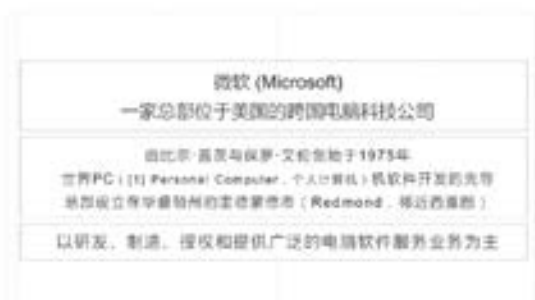 微软 (Microsoft)
一家总部位于美国的跨国电脑科技公司
由比尔·盖茨与保罗·艾伦创始于1975年
世界PC（[1] Personal Computer，个人计算机）机软件开发的先导
总部设立在华盛顿州的雷德蒙德市（Redmond，邻近西雅图）
以研发、制造、授权和提供广泛的电脑软件服务业务为主